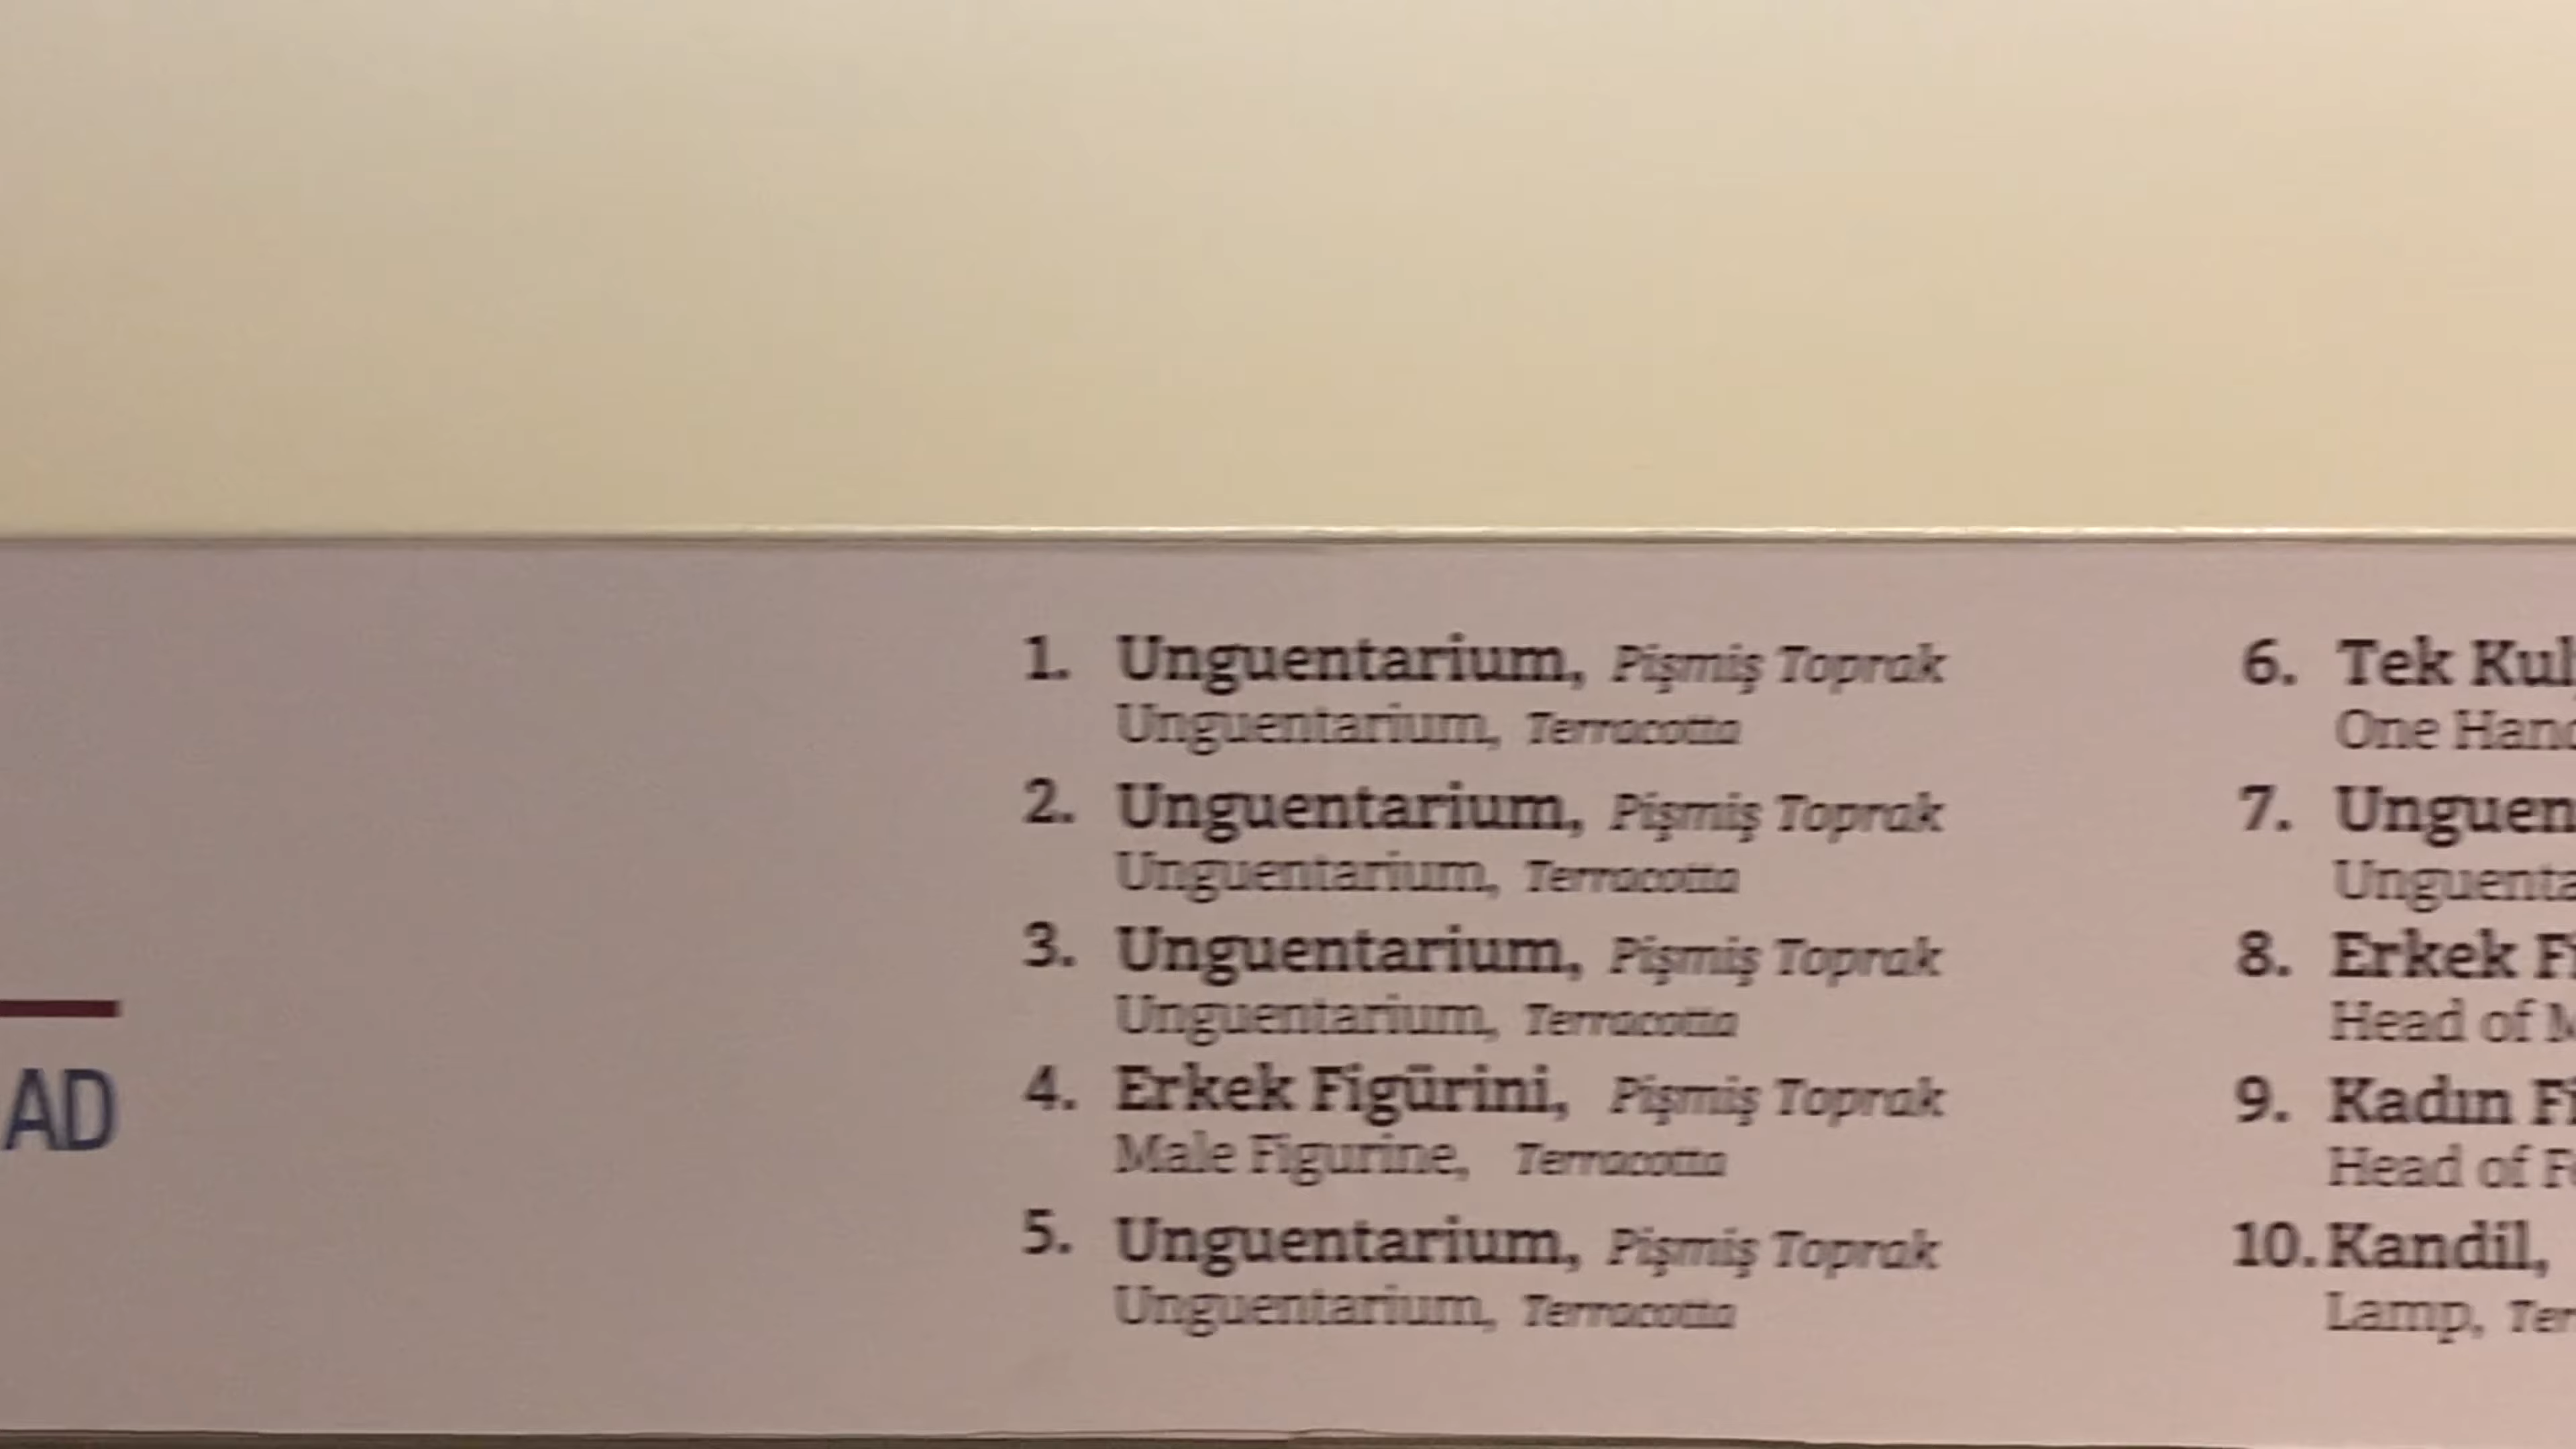 AD
1. Unguentarium, Pişmiş Toprak
Unguentarium, Terracotta
2. Unguentarium, Pişmiş Toprak
Unguentarium, Terracotta
3. Unguentarium, Pişmiş Toprak
Unguentarium, Terracotta
4. Erkek Figürini, Pişmiş Toprak
Male Figurine, Terracotta
5. Unguentarium, Pişmiş Toprak
Unguentarium, Terracotta
6. Tek
One
7.
8. Erkek
Head of
9. Kadın
Head of
10. Kandil,
Lamp,